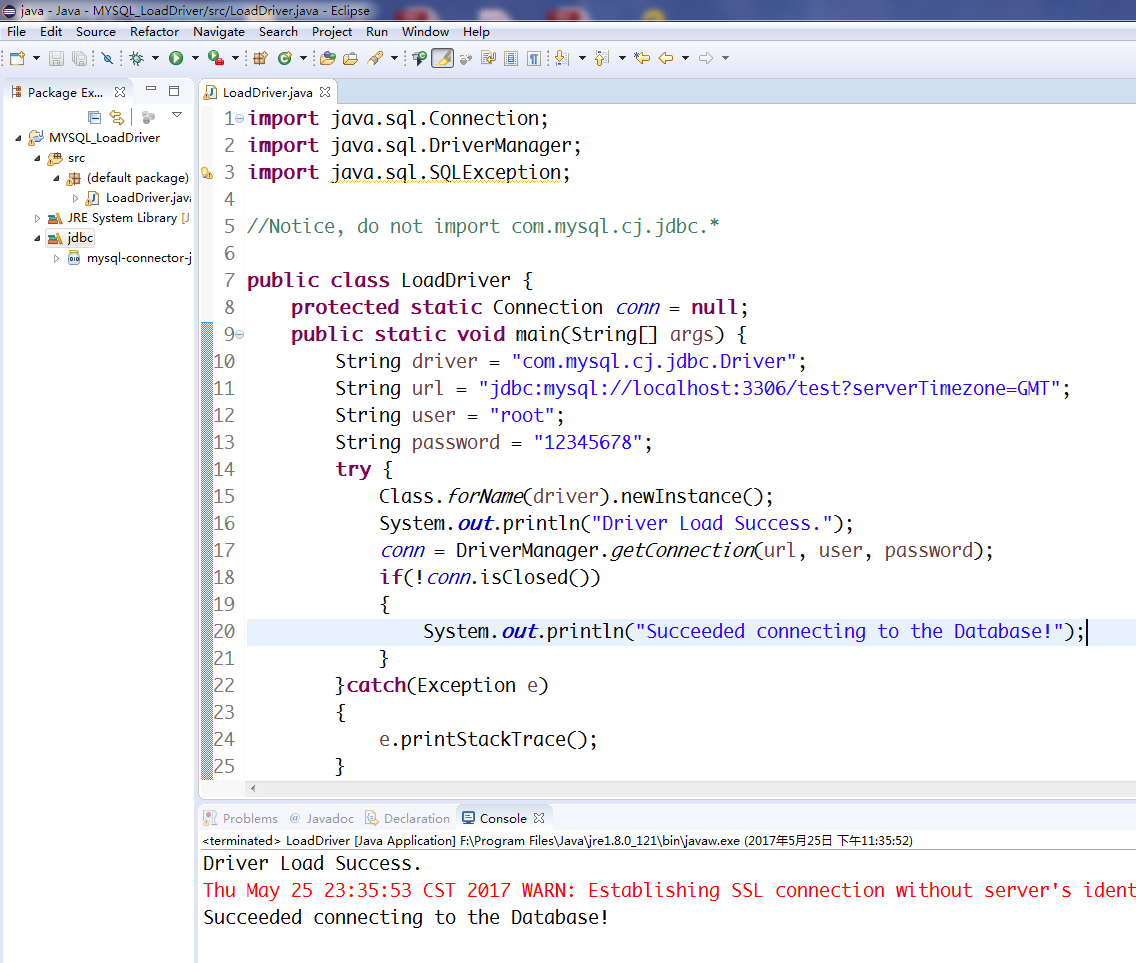 java - Java - MYSQL_LoadDriver/src/LoadDriver.java - Eclipse
File Edit Source Refactor Navigate Search Project Run Window Help
Package Ex...
MYSQL_LoadDriver
src
(default package)
LoadDriver.java
JRE System Library [J
jdbc
mysql-connector-j
LoadDriver.java
1 import java.sql.Connection;
2 import java.sql.DriverManager;
3 import java.sql.SQLException;
4
5 //Notice, do not import com.mysql.cj.jdbc.*
6
7 public class LoadDriver {
8 protected static Connection conn = null;
9 public static void main(String[] args) {
10 String driver = "com.mysql.cj.jdbc.Driver";
11 String url = "jdbc:mysql://localhost:3306/test?serverTimezone=GMT";
12 String user = "root";
13 String password = "12345678";
14 try {
15 Class.forName(driver).newInstance();
16 System.out.println("Driver Load Success.");
17 conn = DriverManager.getConnection(url, user, password);
18 if(!conn.isClosed())
19 {
20 System.out.println("Succeeded connecting to the Database!");
21 }
22 }catch(Exception e)
23 {
24 e.printStackTrace();
25 }
Problems @ Javadoc Declaration Console
<terminated> LoadDriver [Java Application] F:\Program Files\Java\jre1.8.0_121\bin\javaw.exe (2017年5月25日 下午11:35:52)
Driver Load Success.
Thu May 25 23:35:53 CST 2017 WARN: Establishing SSL connection without server's ident
Succeeded connecting to the Database!